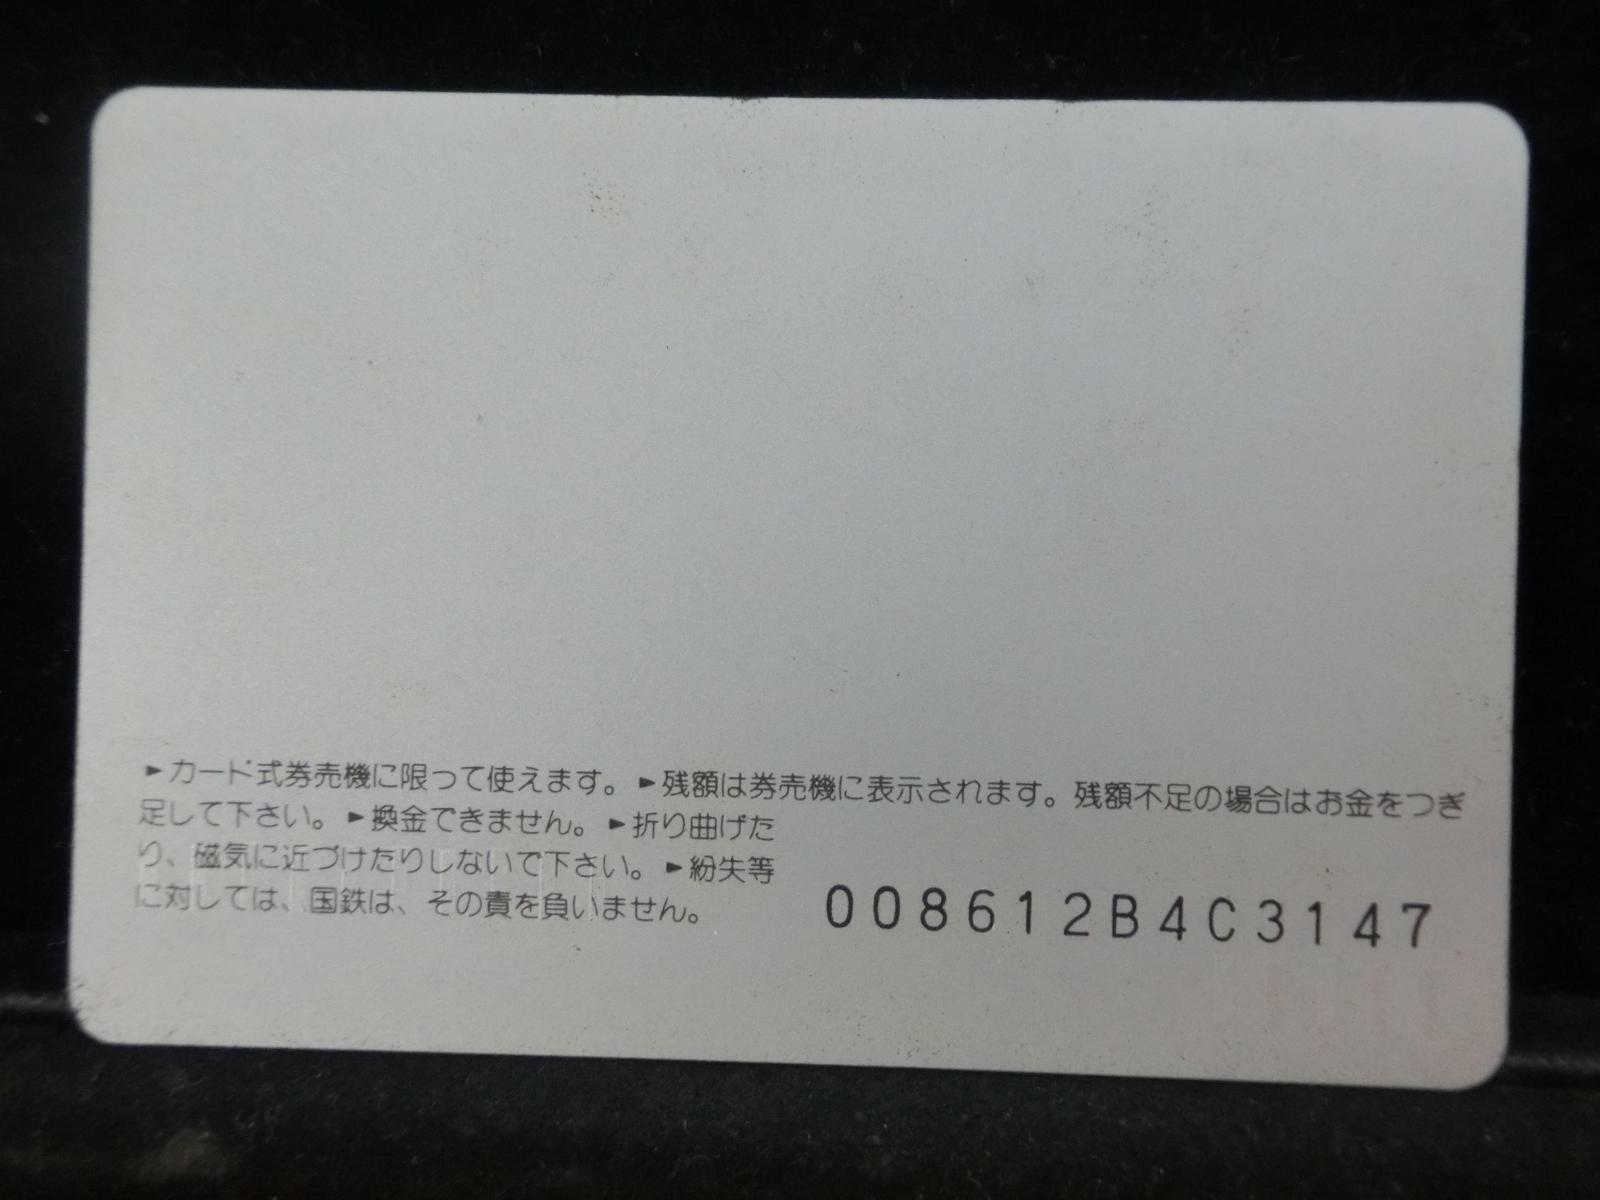 ►カード式券売機に限って使えます。►残額は券売機に表示されます。残額不足の場合はお金をつぎ
足して下さい。►換金できません。►折り曲げた
り、磁気に近づけたりしないで下さい。►紛失等
に対しては、国鉄は、その責を負いません。
008612B4C3147